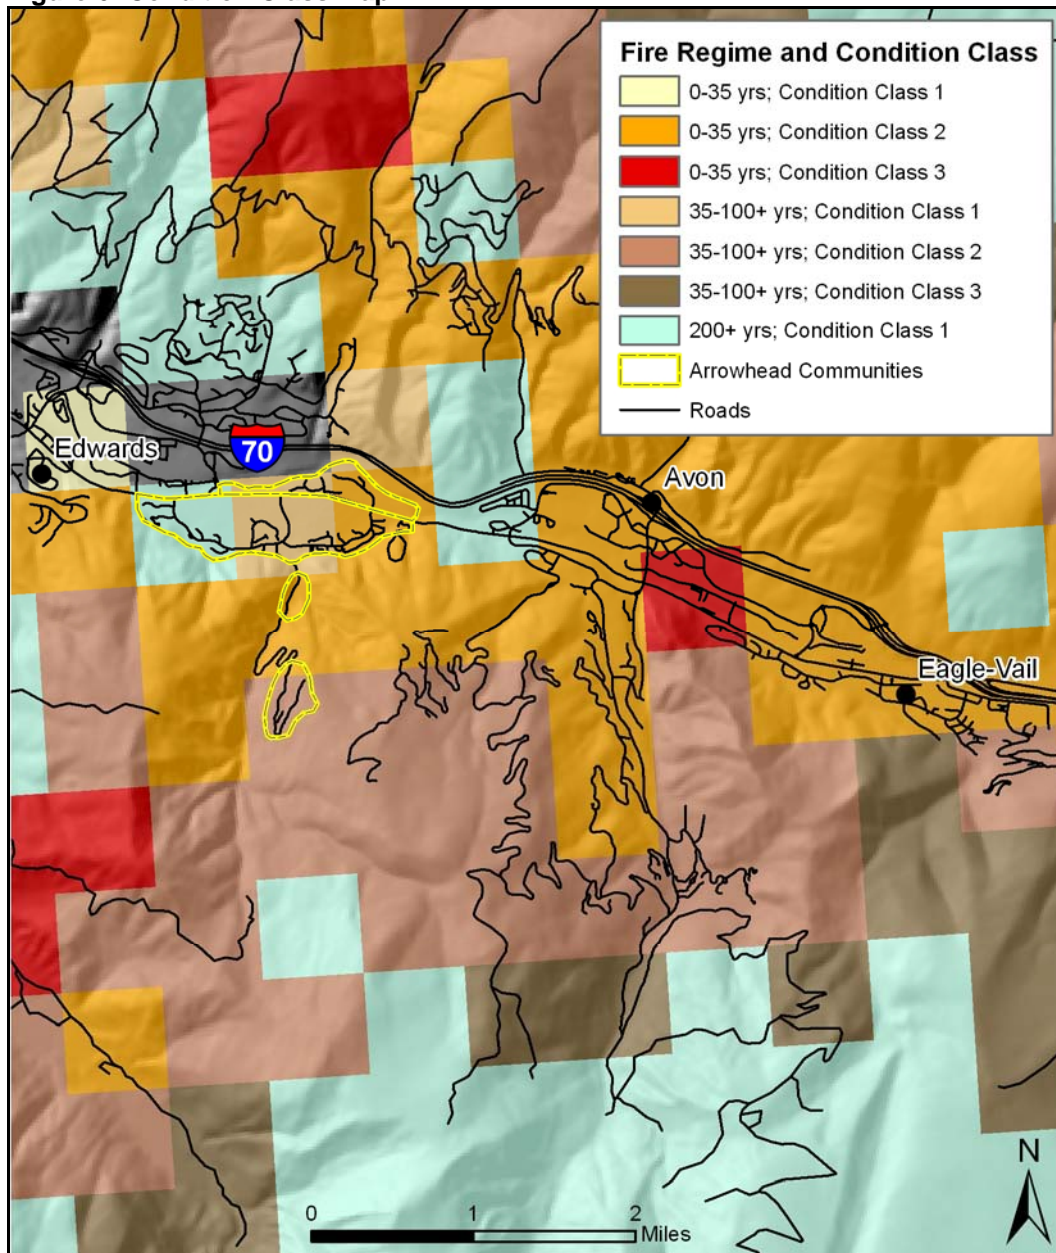 Fire Regime and Condition Class
0-35 yrs; Condition Class 1
0-35 yrs; Condition Class 2
0-35 yrs; Condition Class 3
35-100+ yrs; Condition Class 1
35-100+ yrs; Condition Class 2
35-100+ yrs; Condition Class 3
200+ yrs; Condition Class 1
Arrowhead Communities
Roads
Edwards
70
Avon
Eagle-Vail
N
0 1 2
Miles